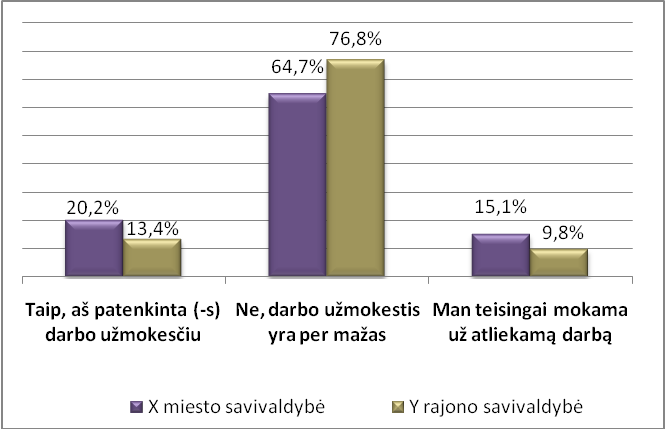 76,8%
64,7%
20,2%
13,4%
15,1%
9,8%
Taip, aš patenkinta (-s)
darbo užmokesčiu
Ne, darbo užmokestis
yra per mažas
Man teisingai mokama
už atliekamą darbą
X miesto savivaldybė
Y rajono savivaldybė